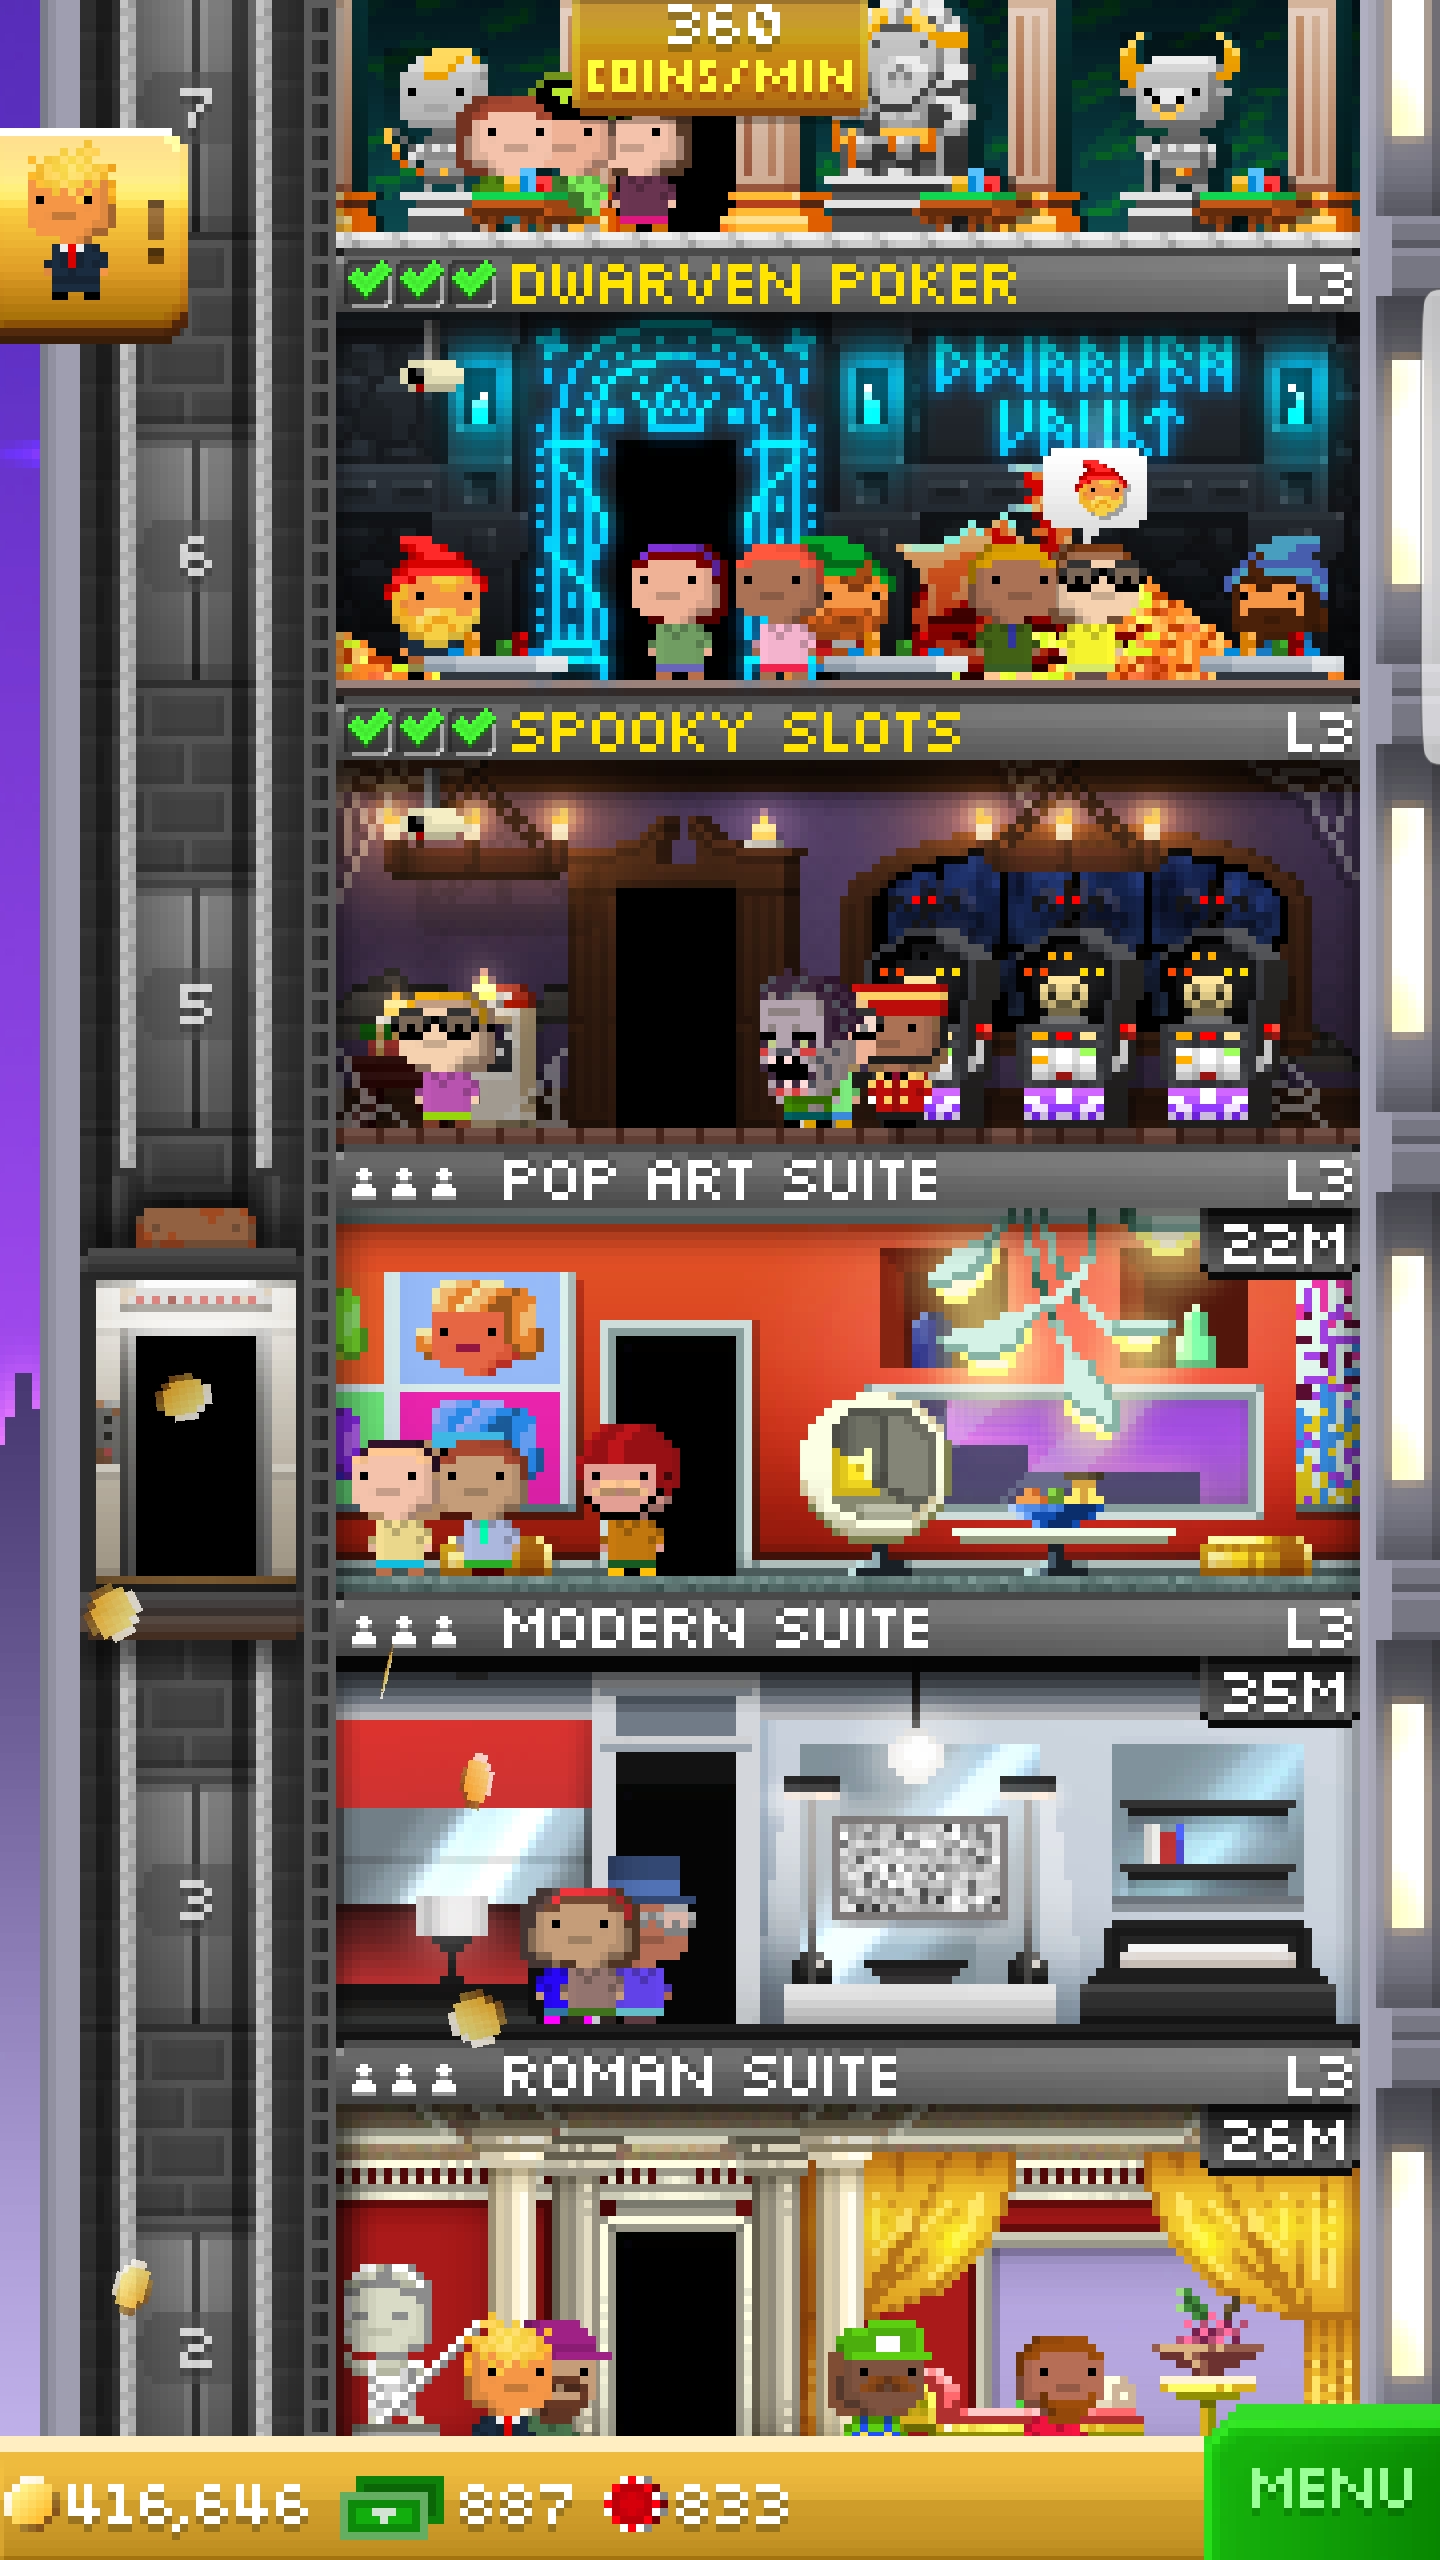 360
COINS/MIN
7
!
DWARVEN POKER L3
DWARVEN
VAULT
6
SPOOKY SLOTS L3
5
POP ART SUITE L3
22M
MODERN SUITE L3
35M
3
ROMAN SUITE L3
26M
2
416,646 887 833
MENU